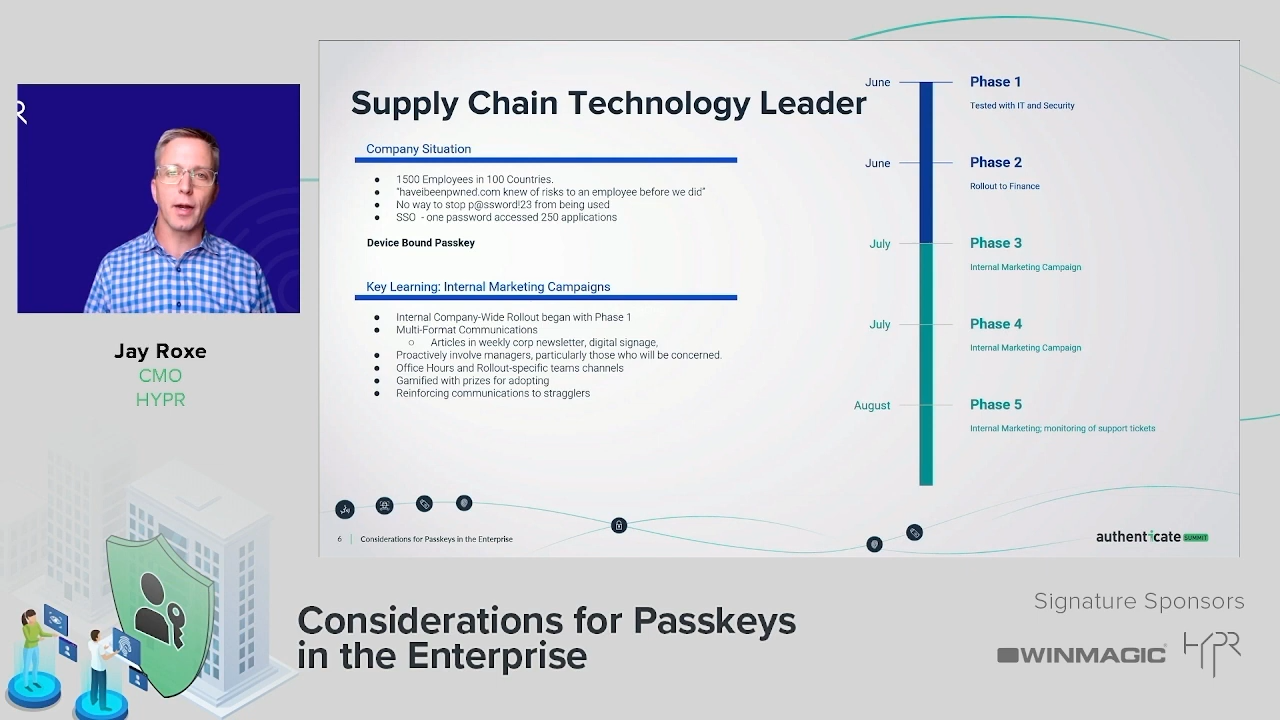 Supply Chain Technology Leader
Company Situation
● 1500 Employees in 100 Countries.
● "haveibeenpwned.com knew of risks to an employee before we did"
● No way to stop p@ssword!23 from being used
● SSO - one password accessed 250 applications
Device Bound Passkey
Key Learning: Internal Marketing Campaigns
● Internal Company-Wide Rollout began with Phase 1
● Multi-Format Communications
○ Articles in weekly corp newsletter, digital signage,
● Proactively involve managers, particularly those who will be concerned.
● Office Hours and Rollout-specific teams channels
● Gamified with prizes for adopting
● Reinforcing communications to stragglers
June
Phase 1
Tested with IT and Security
June
Phase 2
Rollout to Finance
July
Phase 3
Internal Marketing Campaign
July
Phase 4
Internal Marketing Campaign
August
Phase 5
Internal Marketing; monitoring of support tickets
6 | Considerations for Passkeys in the Enterprise
authenticate SUMMIT
R
Jay Roxe
CMO
HYPR
Considerations for Passkeys
in the Enterprise
Signature Sponsors
WINMAGIC®
HYPR